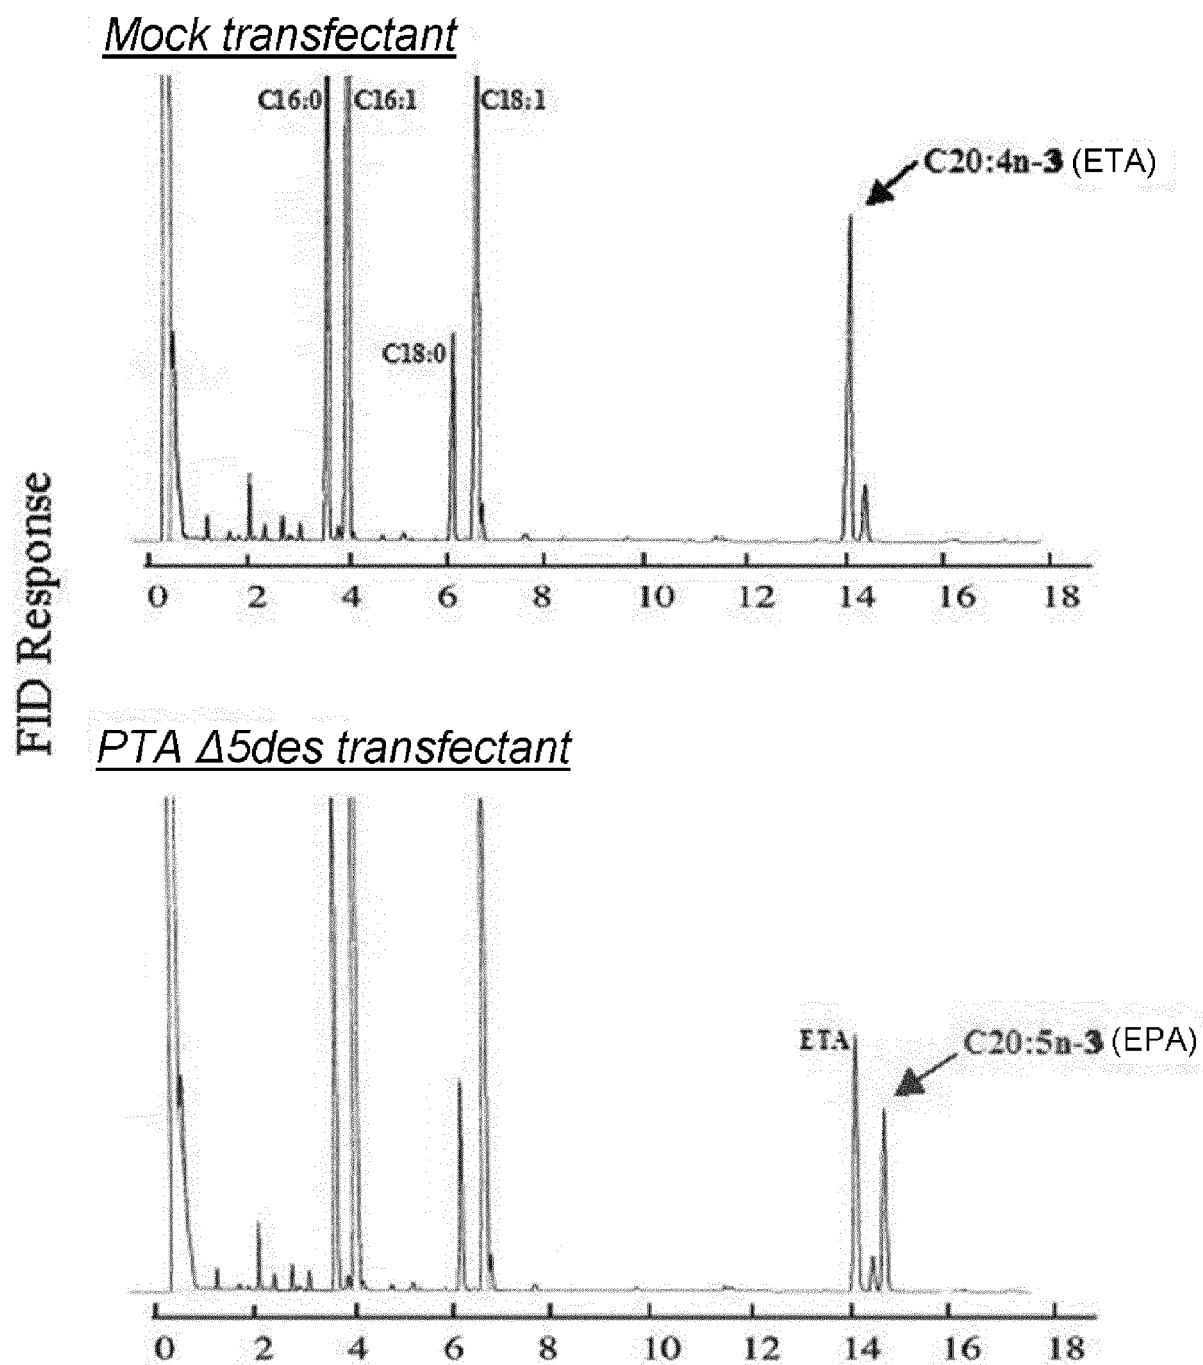 Mock transfectant
C16:0 C16:1 C18:1
C20:4n-3 (ETA)
C18:0
0 2 4 6 8 10 12 14 16 18
FID Response
PTA Δ5des transfectant
ETA C20:5n-3 (EPA)
0 2 4 6 8 10 12 14 16 18